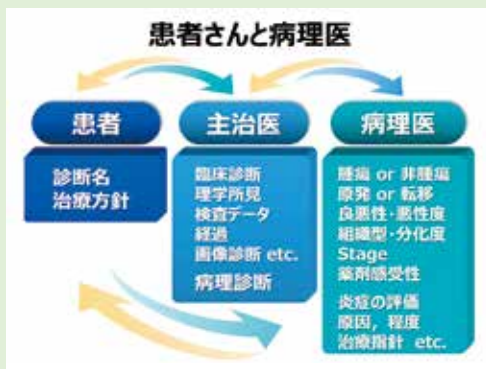 患者さんと病理医
患者
診断名
治療方針
主治医
臨床診断
理学所見
検査データ
経過
画像診断 etc.
病理診断
病理医
腫瘍 or 非腫瘍
原発 or 転移
良悪性・悪性度
組織型・分化度
Stage
薬剤感受性
炎症の評価
原因，程度
治療指針 etc.